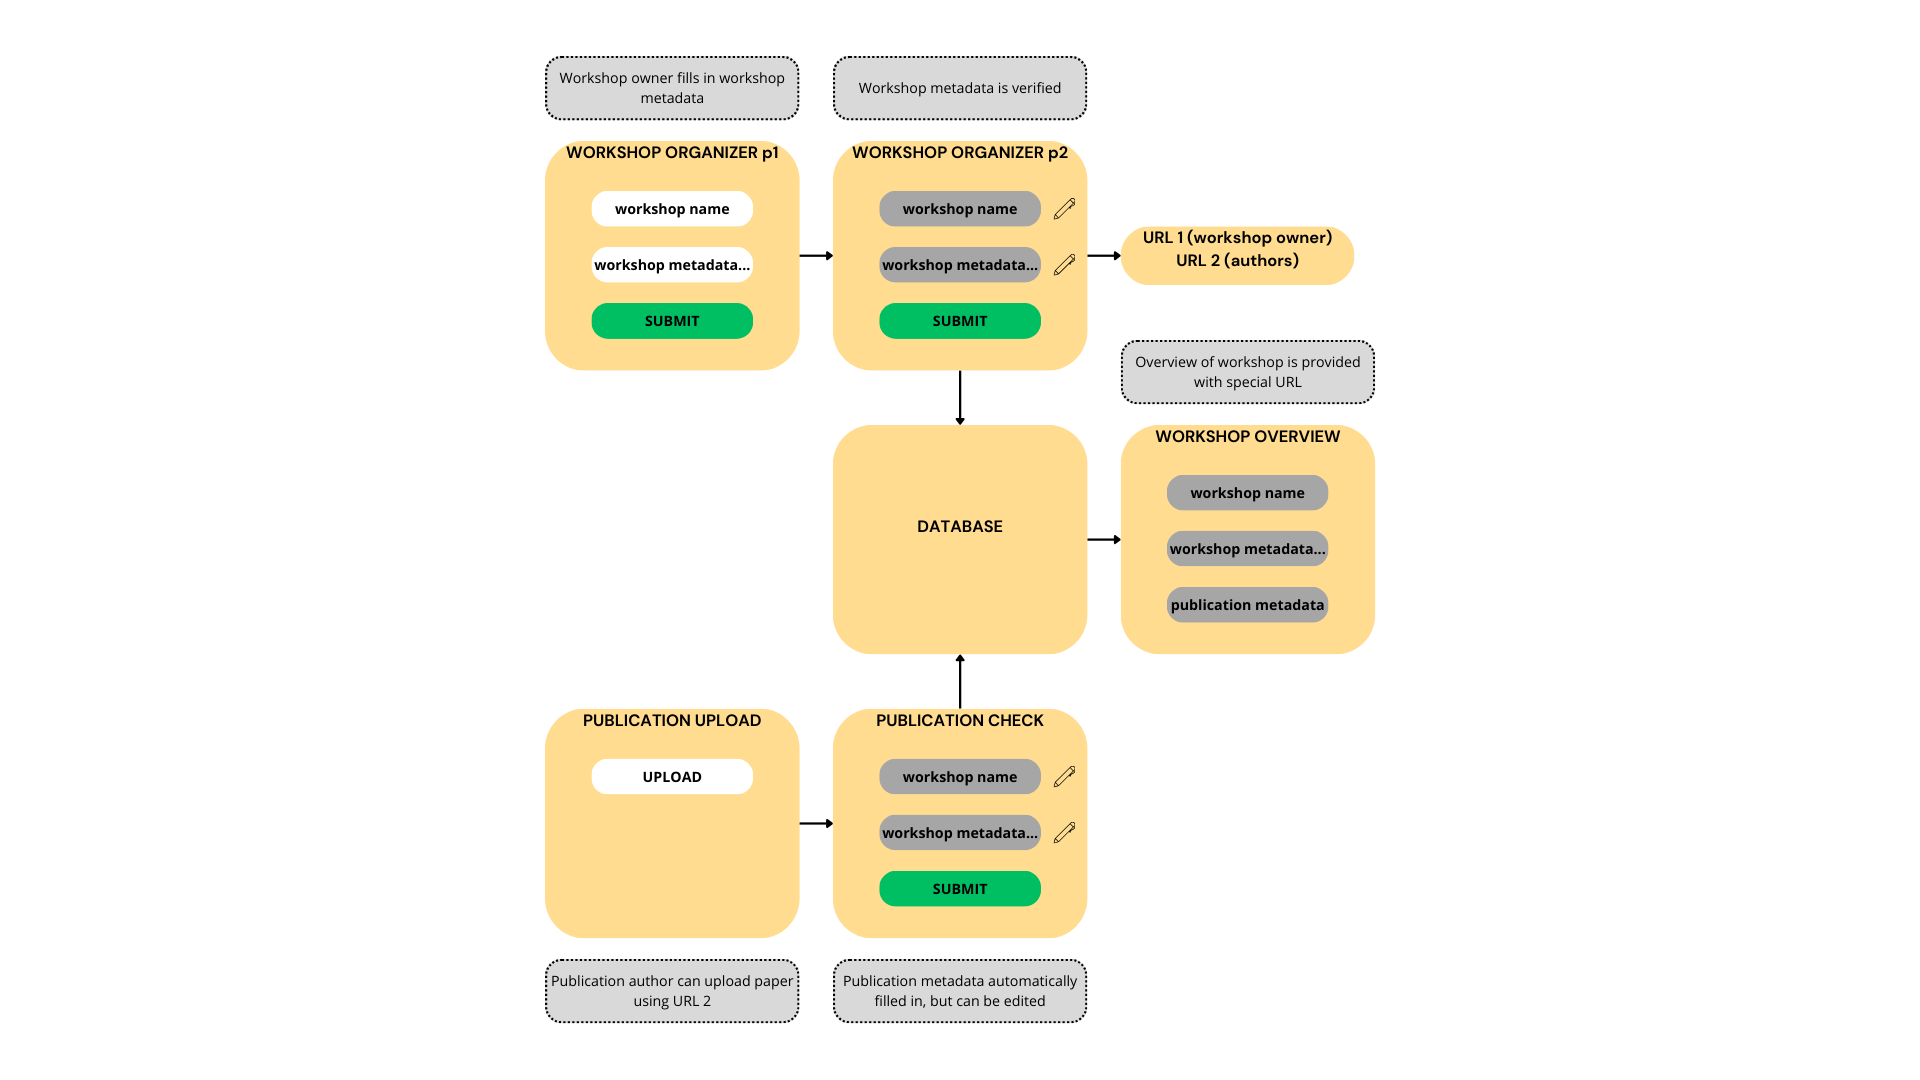 Workshop owner fills in workshop
metadata
Workshop metadata is verified
WORKSHOP ORGANIZER p1
workshop name
workshop metadata...
SUBMIT
WORKSHOP ORGANIZER p2
workshop name
workshop metadata...
SUBMIT
URL 1 (workshop owner)
URL 2 (authors)
Overview of workshop is provided
with special URL
DATABASE
WORKSHOP OVERVIEW
workshop name
workshop metadata...
publication metadata
PUBLICATION UPLOAD
UPLOAD
PUBLICATION CHECK
workshop name
workshop metadata...
SUBMIT
Publication author can upload paper
using URL 2
Publication metadata automatically
filled in, but can be edited